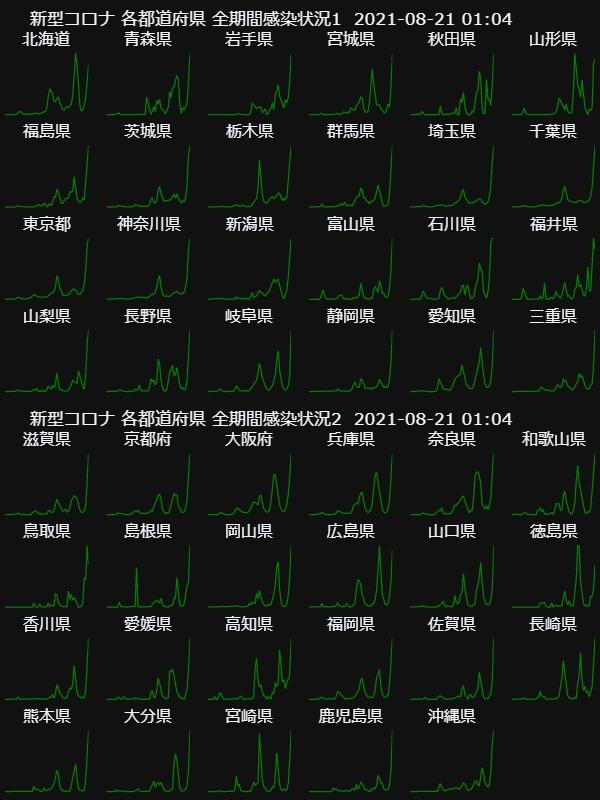 新型コロナ 各都道府県 全期間感染状況1 2021-08-21 01:04
北海道 青森県 岩手県 宮城県 秋田県 山形県
福島県 茨城県 栃木県 群馬県 埼玉県 千葉県
東京都 神奈川県 新潟県 富山県 石川県 福井県
山梨県 長野県 岐阜県 静岡県 愛知県 三重県
新型コロナ 各都道府県 全期間感染状況2 2021-08-21 01:04
滋賀県 京都府 大阪府 兵庫県 奈良県 和歌山県
鳥取県 島根県 岡山県 広島県 山口県 徳島県
香川県 愛媛県 高知県 福岡県 佐賀県 長崎県
熊本県 大分県 宮崎県 鹿児島県 沖縄県